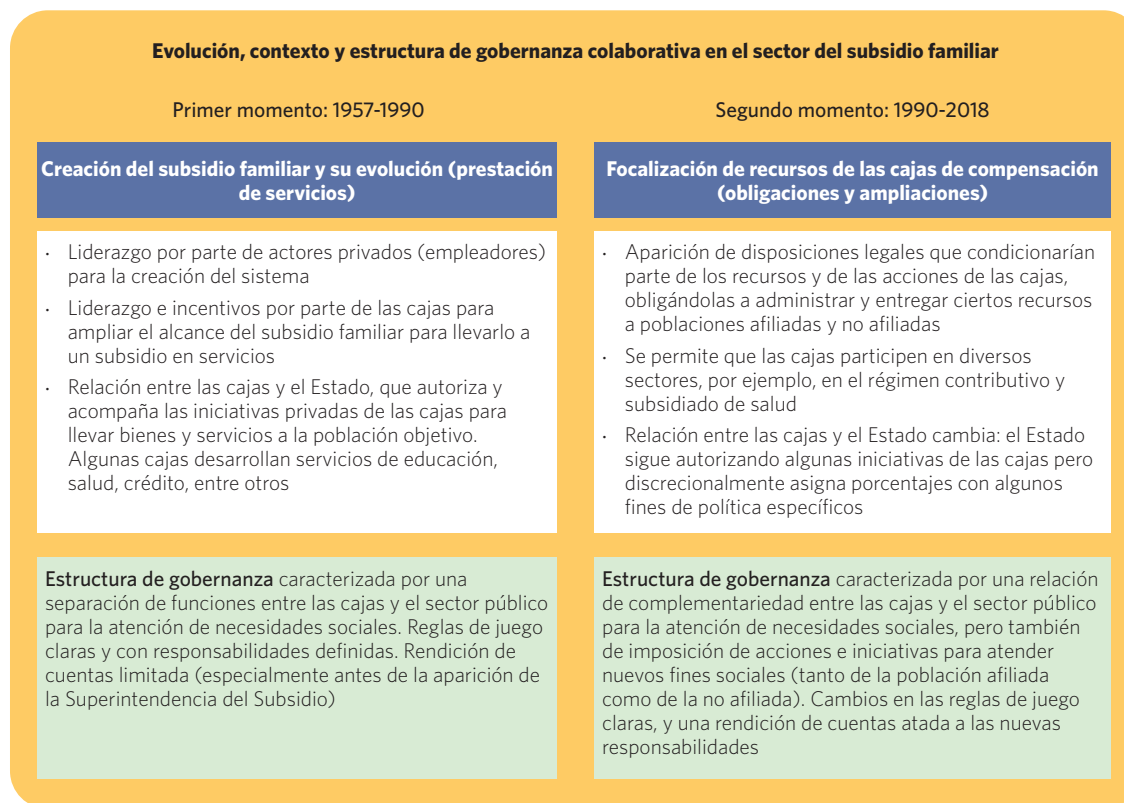 Evolución, contexto y estructura de gobernanza colaborativa en el sector del subsidio familiar
Primer momento: 1957-1990
Creación del subsidio familiar y su evolución (prestación
de servicios)
· Liderazgo por parte de actores privados (empleadores)
para la creación del sistema
· Liderazgo e incentivos por parte de las cajas para
ampliar el alcance del subsidio familiar para llevarlo a
un subsidio en servicios
· Relación entre las cajas y el Estado, que autoriza y
acompaña las iniciativas privadas de las cajas para
llevar bienes y servicios a la población objetivo.
Algunas cajas desarrollan servicios de educación,
salud, crédito, entre otros
Estructura de gobernanza caracterizada por una
separación de funciones entre las cajas y el sector público
para la atención de necesidades sociales. Reglas de juego
claras y con responsabilidades definidas. Rendición de
cuentas limitada (especialmente antes de la aparición de
la Superintendencia del Subsidio)
Segundo momento: 1990-2018
Focalización de recursos de las cajas de compensación
(obligaciones y ampliaciones)
· Aparición de disposiciones legales que condicionarían
parte de los recursos y de las acciones de las cajas,
obligándolas a administrar y entregar ciertos recursos
a poblaciones afiliadas y no afiliadas
· Se permite que las cajas participen en diversos
sectores, por ejemplo, en el régimen contributivo y
subsidiado de salud
· Relación entre las cajas y el Estado cambia: el Estado
sigue autorizando algunas iniciativas de las cajas pero
discrecionalmente asigna porcentajes con algunos
fines de política específicos
Estructura de gobernanza caracterizada por una relación
de complementariedad entre las cajas y el sector público
para la atención de necesidades sociales, pero también
de imposición de acciones e iniciativas para atender
nuevos fines sociales (tanto de la población afiliada
como de la no afiliada). Cambios en las reglas de juego
claras, y una rendición de cuentas atada a las nuevas
responsabilidades